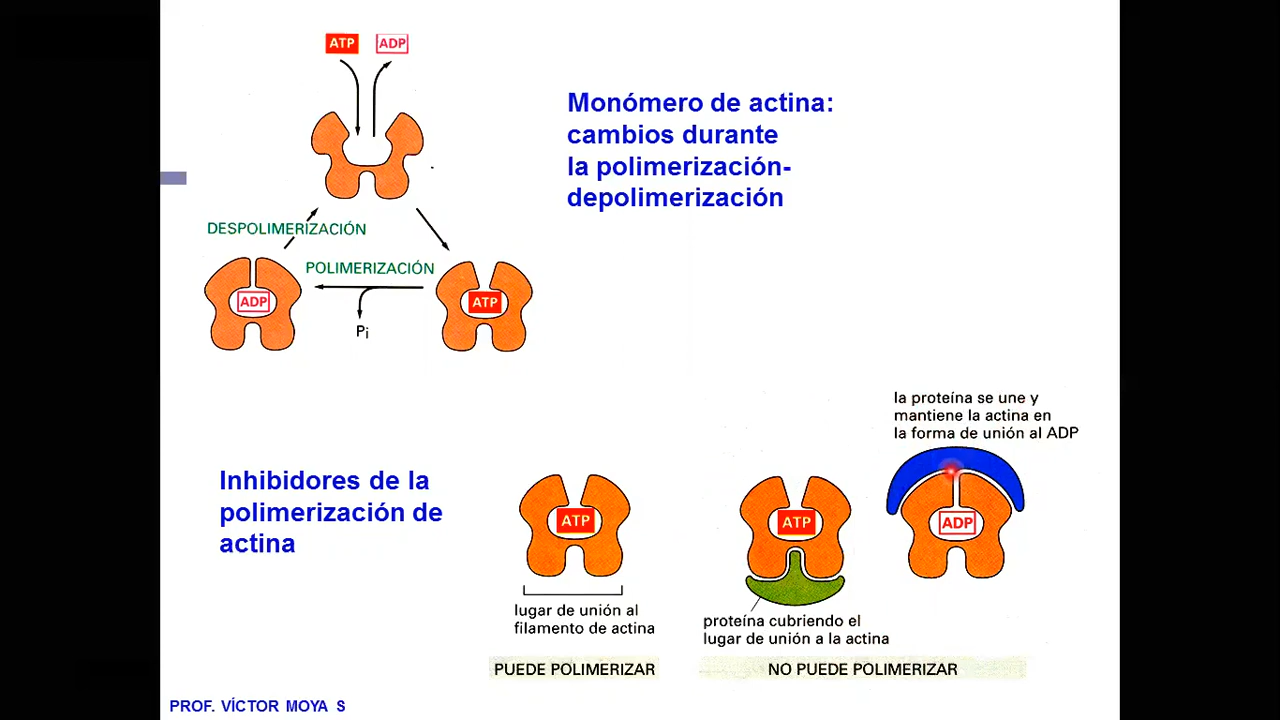 ATP ADP
Monómero de actina:
cambios durante
la polimerización-
depolimerización
DESPOLIMERIZACIÓN
POLIMERIZACIÓN
ADP
ATP
Pi
la proteína se une y
mantiene la actina en
la forma de unión al ADP
Inhibidores de la
polimerización de
actina
ATP
ATP
ADP
lugar de unión al
filamento de actina
proteína cubriendo el
lugar de unión a la actina
PUEDE POLIMERIZAR
NO PUEDE POLIMERIZAR
PROF. VÍCTOR MOYA S